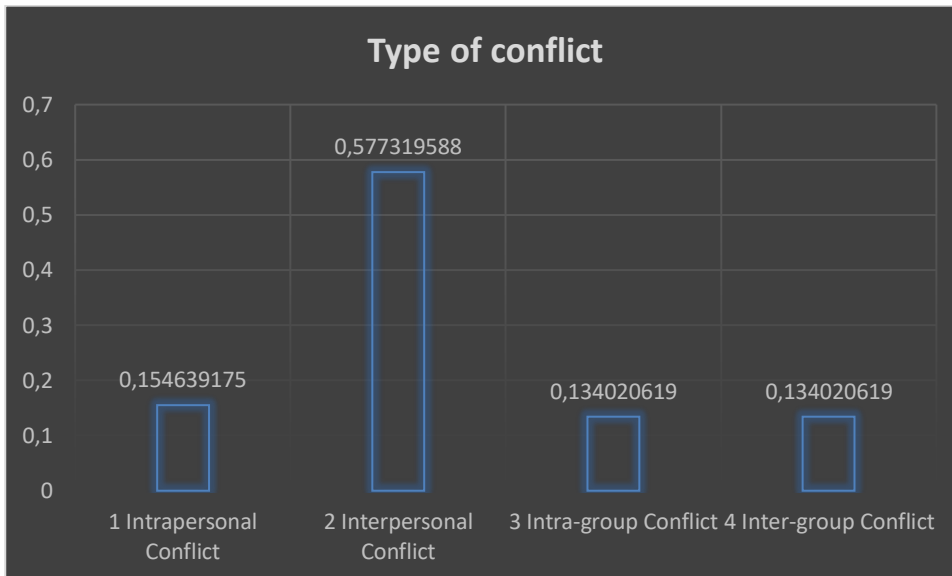 Type of conflict
0,7
0,6
0,5
0,4
0,3
0,2
0,1
0
0,154639175
0,577319588
0,134020619
0,134020619
1 Intrapersonal
Conflict
2 Interpersonal
Conflict
3 Intra-group Conflict
4 Inter-group Conflict